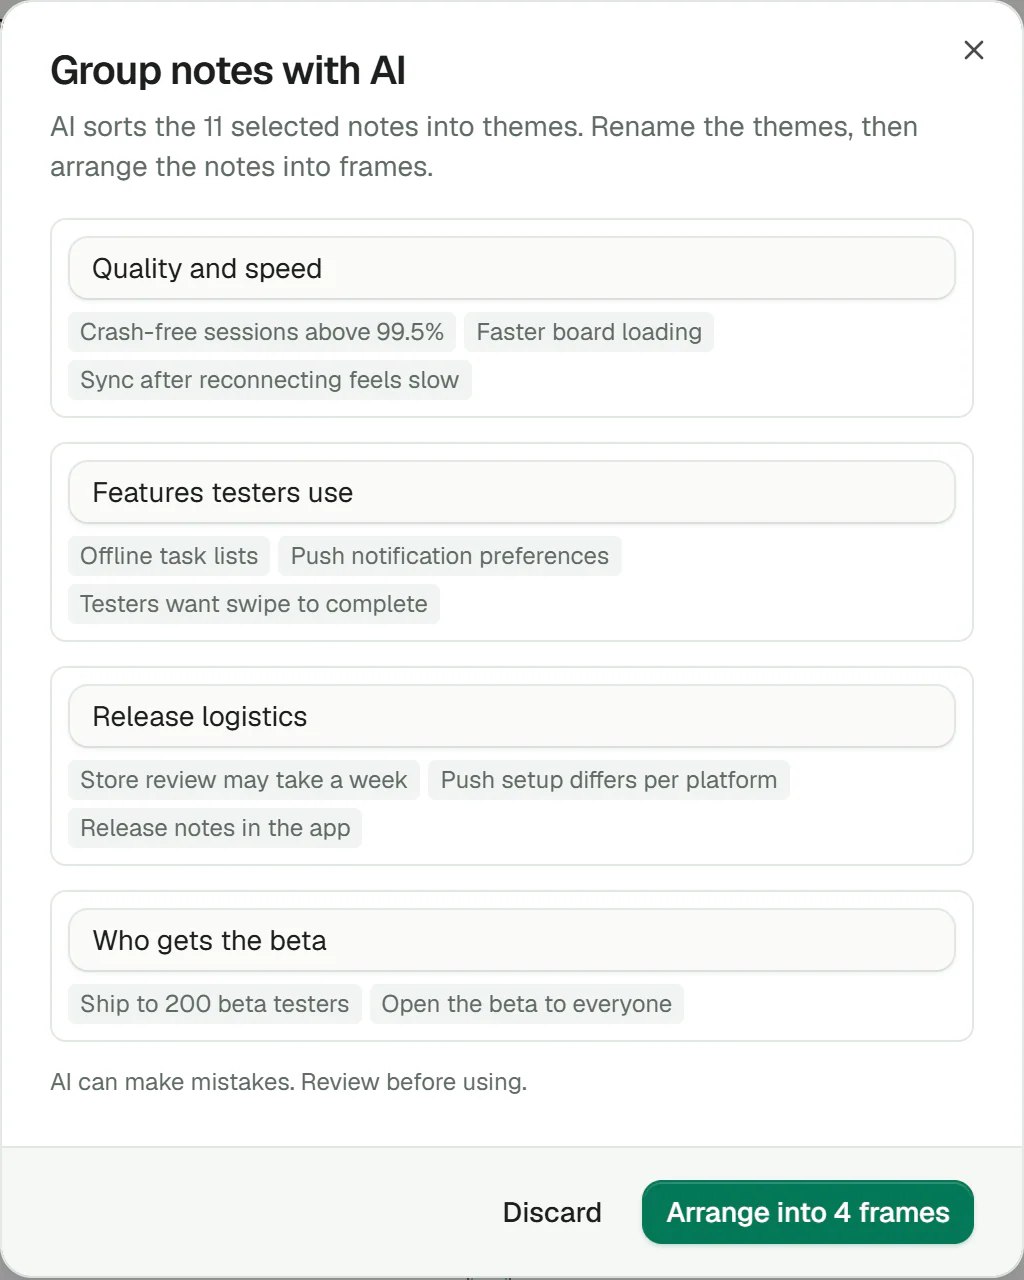 Group notes with AI
AI sorts the 11 selected notes into themes. Rename the themes, then
arrange the notes into frames.
Quality and speed
Crash-free sessions above 99.5%
Faster board loading
Sync after reconnecting feels slow
Features testers use
Offline task lists
Push notification preferences
Testers want swipe to complete
Release logistics
Store review may take a week
Push setup differs per platform
Release notes in the app
Who gets the beta
Ship to 200 beta testers
Open the beta to everyone
AI can make mistakes. Review before using.
Discard
Arrange into 4 frames